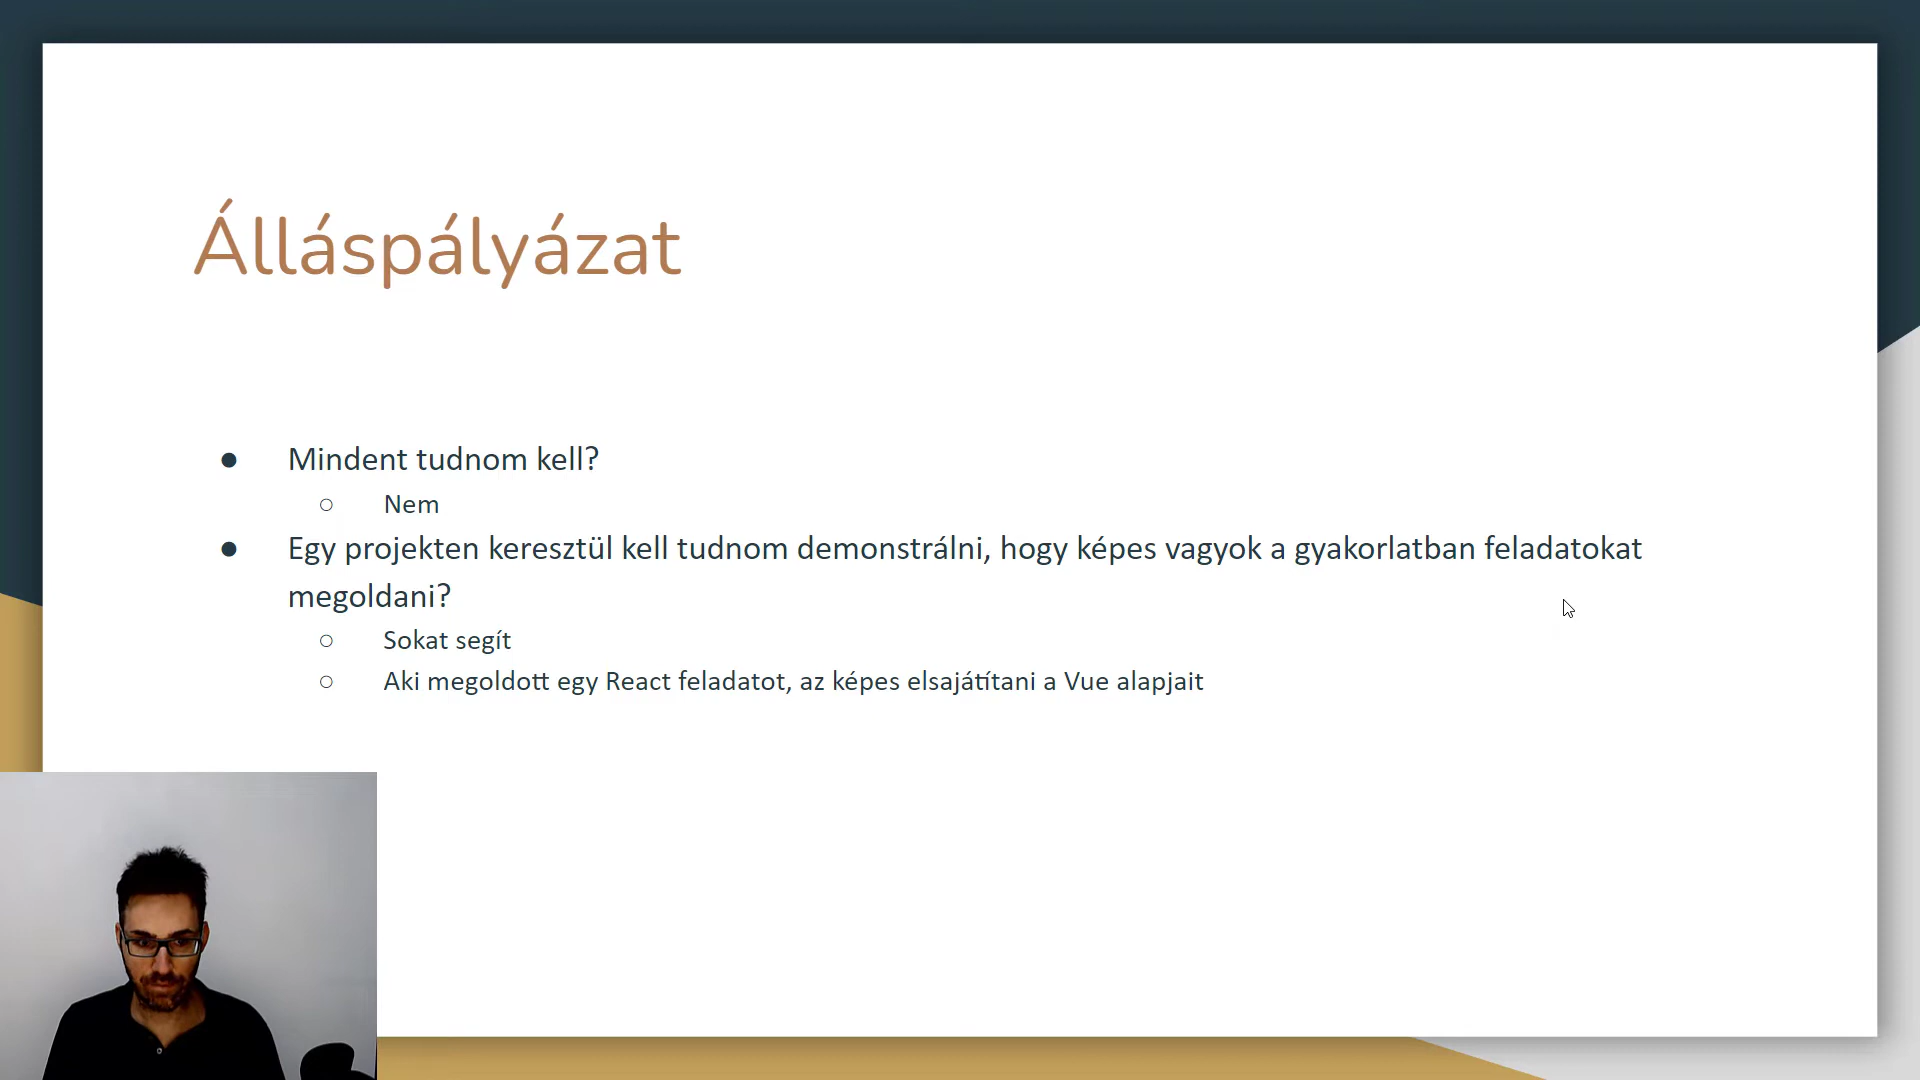 Álláspályázat
● Mindent tudnom kell?
○ Nem
● Egy projekten keresztül kell tudnom demonstrálni, hogy képes vagyok a gyakorlatban feladatokat
megoldani?
○ Sokat segít
○ Aki megoldott egy React feladatot, az képes elsajátítani a Vue alapjait